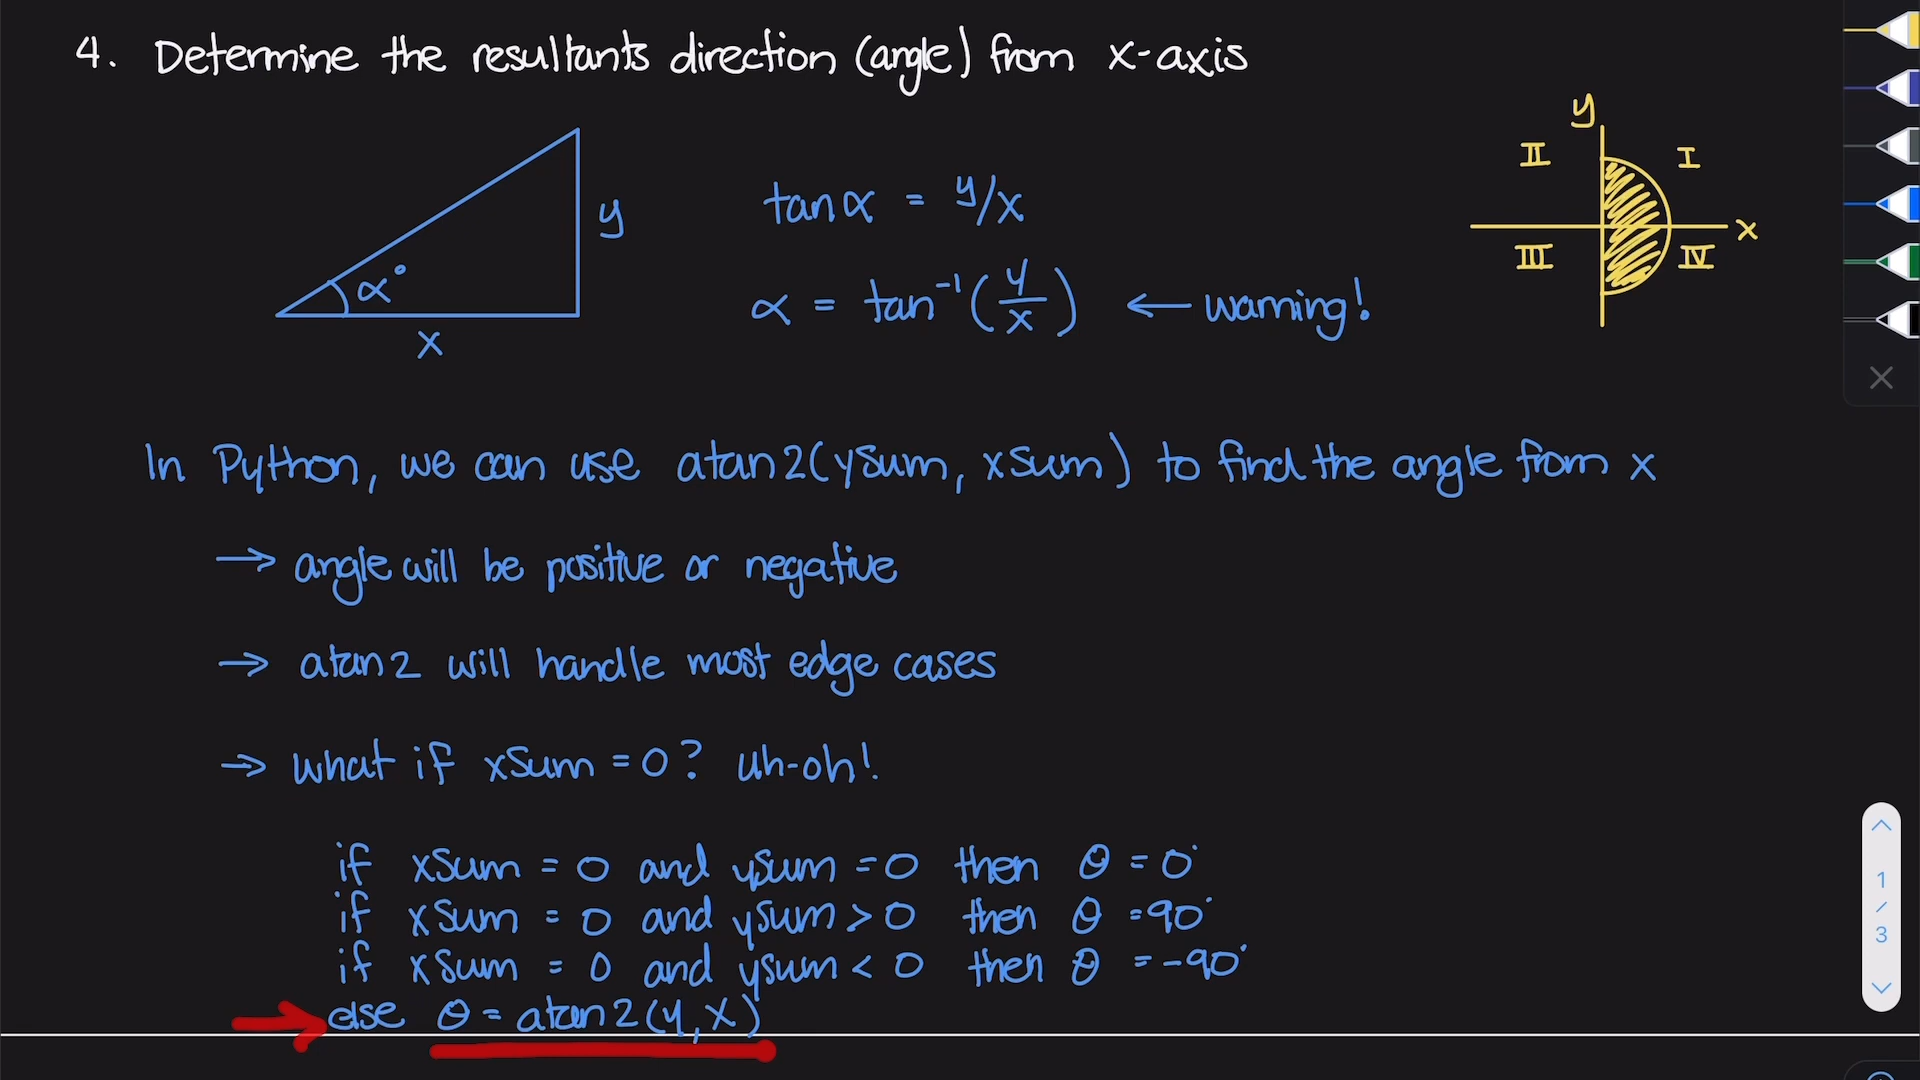 4. Determine the resultants direction (angle) from x-axis
y
II I
tan α = y/x
y
x
α°
III IV
α = tan⁻¹(y/x) ← warning!
x
In Python, we can use atan2(ySum, xSum) to find the angle from x
→ angle will be positive or negative
→ atan2 will handle most edge cases
→ what if xSum = 0? uh-oh!
if xSum = 0 and ySum = 0 then θ = 0°
if xSum = 0 and ySum > 0 then θ = 90°
if xSum = 0 and ySum < 0 then θ = -90°
→ else θ = atan2(y, x)
1
/
3